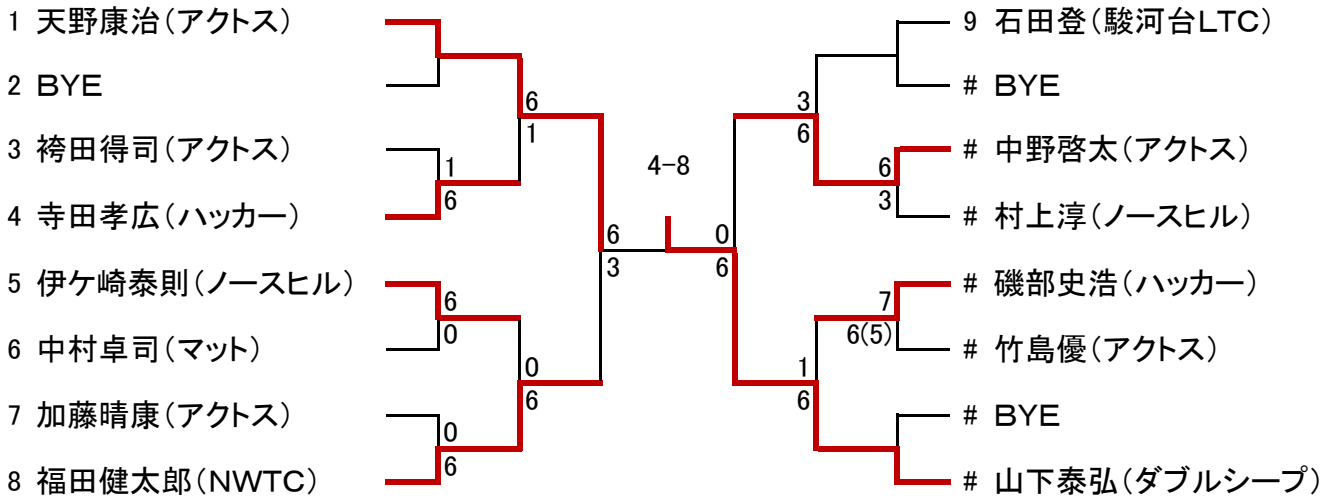 1 天野康治(アクトス)
2 BYE
3 袴田得司(アクトス)
4 寺田孝広(ハッカー)
5 伊ケ崎泰則(ノースヒル)
6 中村卓司(マット)
7 加藤晴康(アクトス)
8 福田健太郎(NWTC)
1
6
6
0
0
6
6
1
0
6
6
3
4-8
0
6
3
6
1
6
6
3
7
6(5)
9 石田登(駿河台LTC)
# BYE
# 中野啓太(アクトス)
# 村上淳(ノースヒル)
# 磯部史浩(ハッカー)
# 竹島優(アクトス)
# BYE
# 山下泰弘(ダブルシープ)